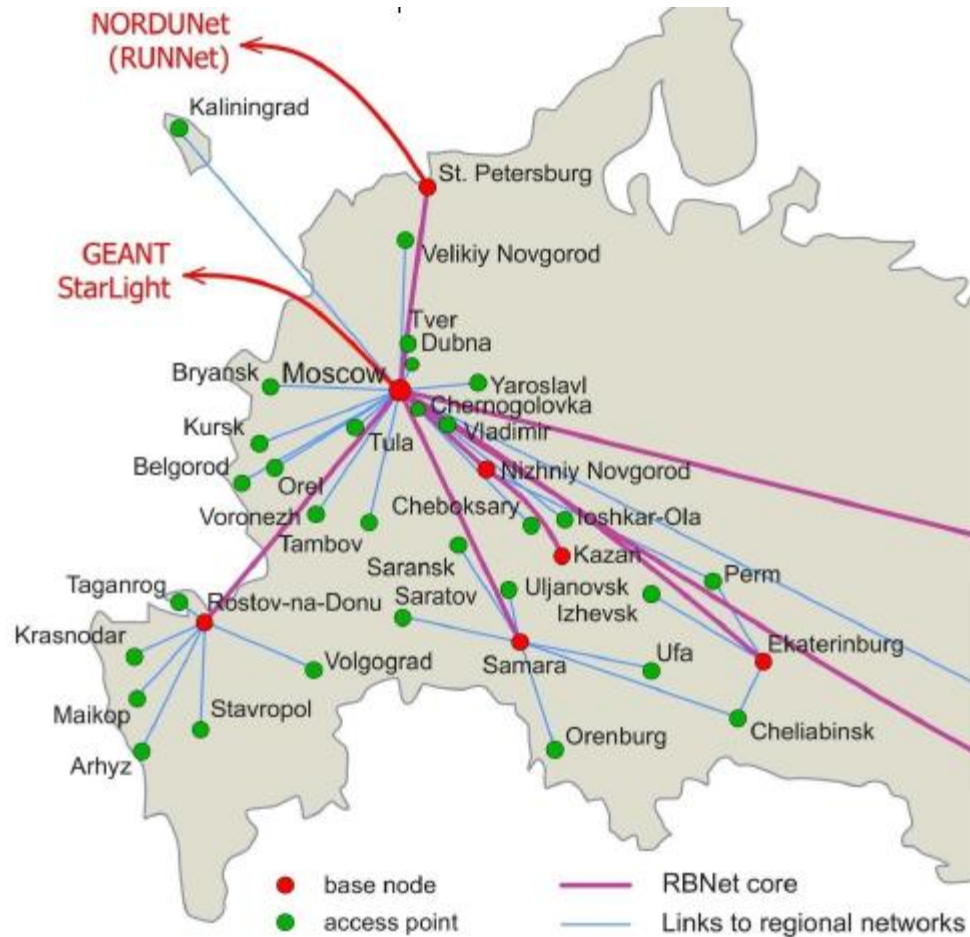 NORDUNet
(RUNNet)
Kaliningrad
St. Petersburg
Velikiy Novgorod
GEANT
StarLight
Tver
Dubna
Bryansk
Moscow
Yaroslavl
Chernogolovka
Kursk
Tula
Vladimir
Belgorod
Orel
Nizhniy Novgorod
Voronezh
Cheboksary
Ioshkar-Ola
Tambov
Kazan
Saransk
Perm
Taganrog
Rostov-na-Donu
Saratov
Uljanovsk
Izhevsk
Krasnodar
Volgograd
Samara
Ufa
Ekaterinburg
Maikop
Stavropol
Orenburg
Cheliabinsk
Arhyz
base node
RBNet core
access point
Links to regional networks